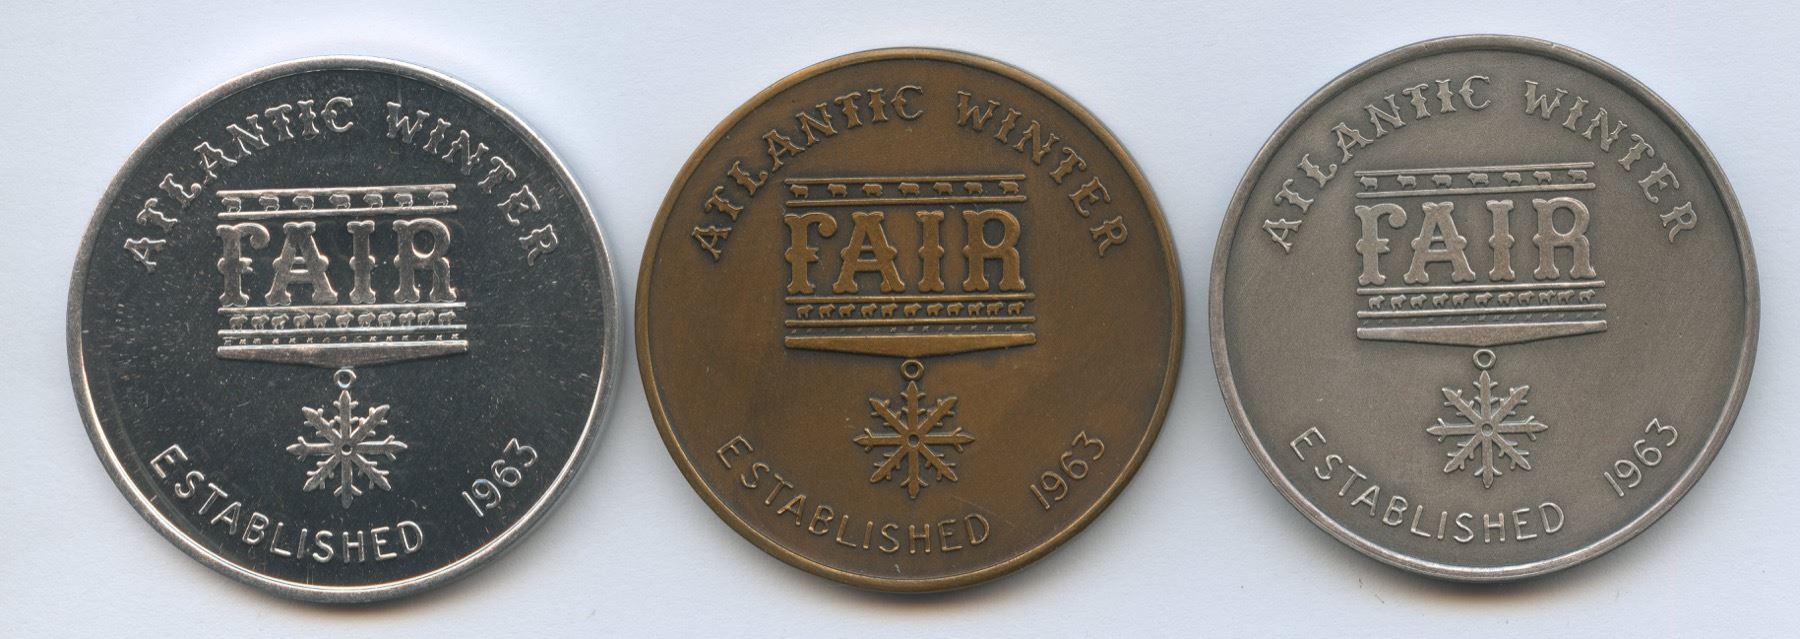 ATLANTIC WINTER
FAIR
ESTABLISHED 1963
ATLANTIC WINTER
FAIR
ESTABLISHED 1963
ATLANTIC WINTER
FAIR
ESTABLISHED 1963